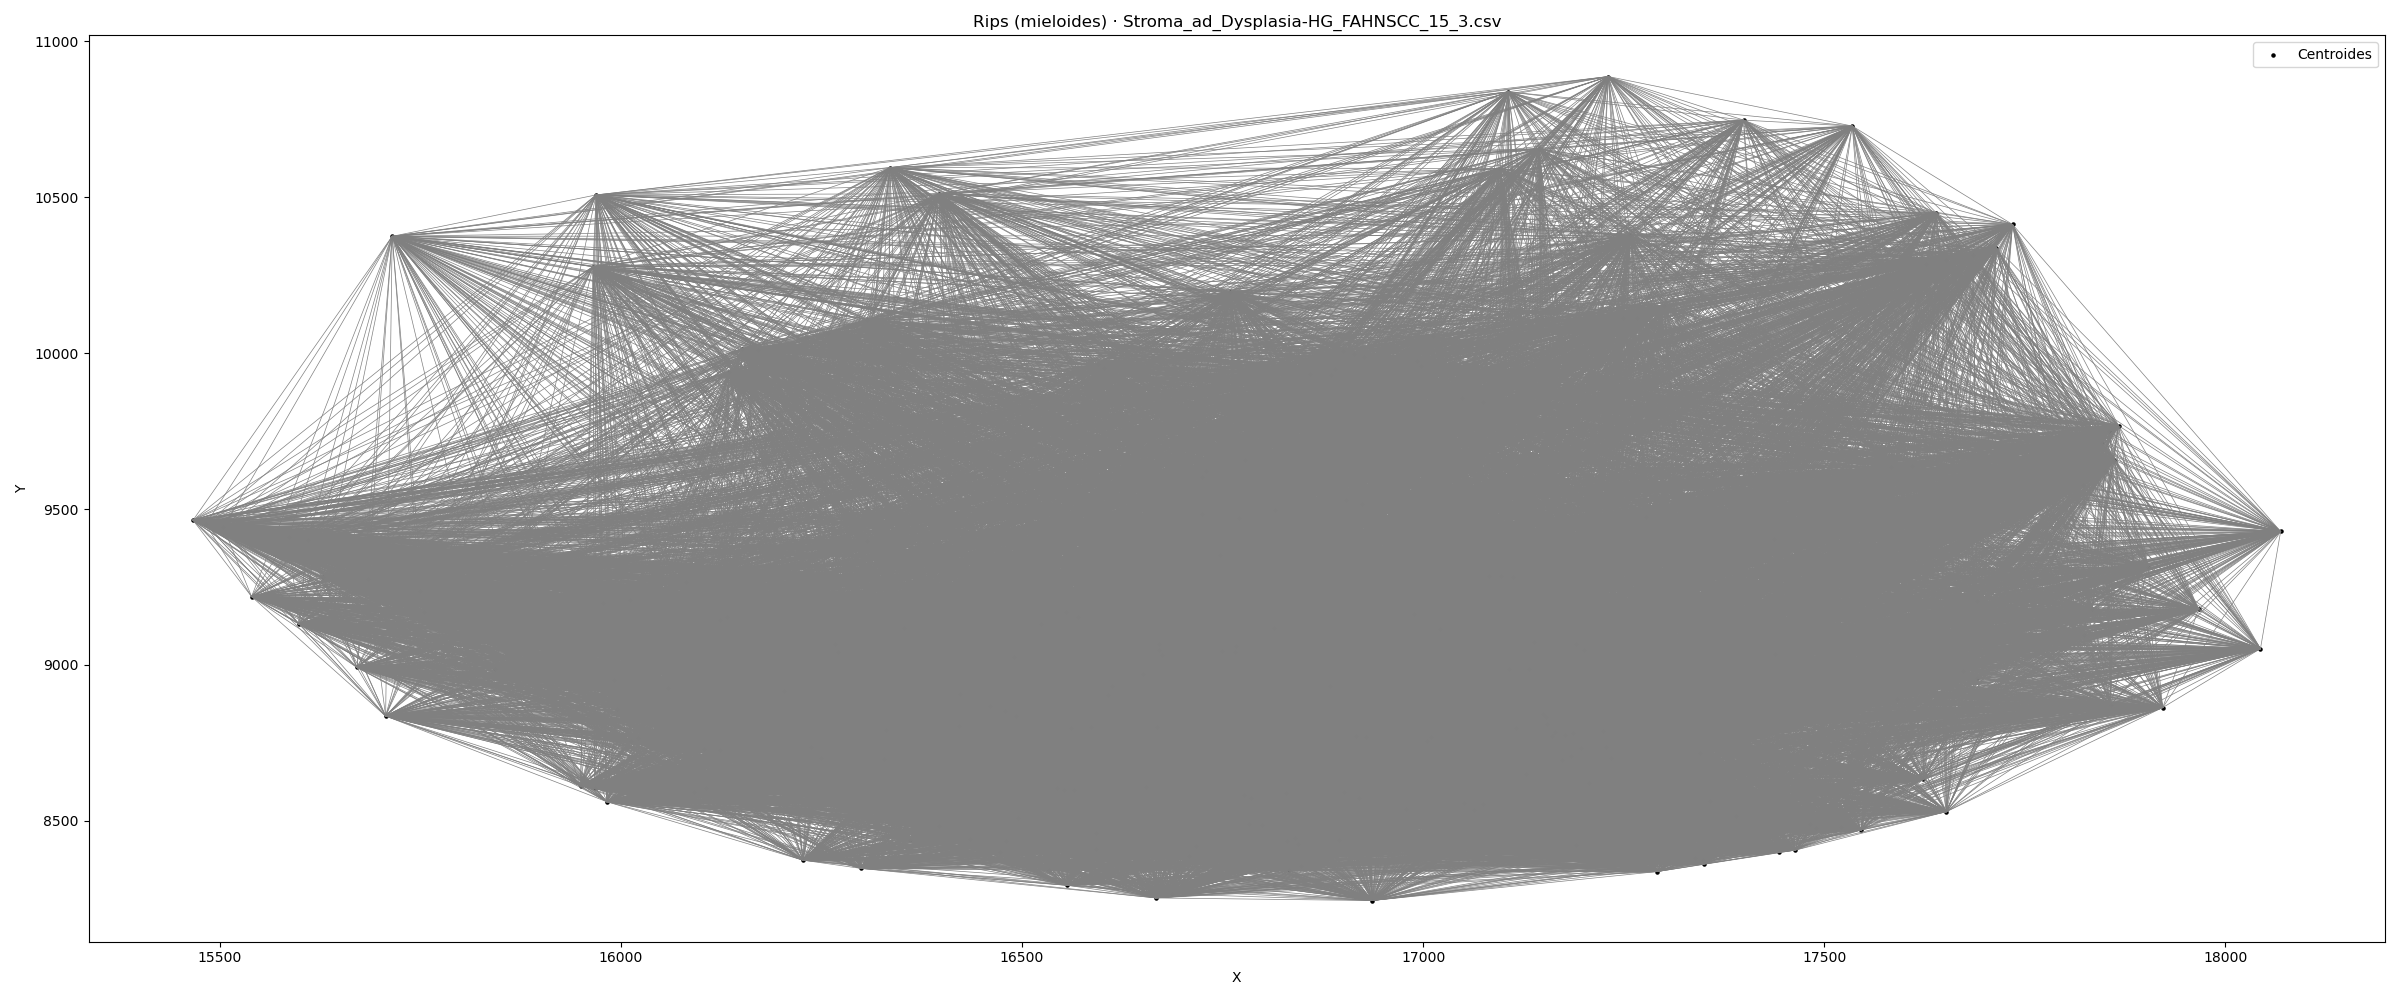 Rips (mieloides) · Stroma_ad_Dysplasia-HG_FAHNSCC_15_3.csv
Centroides
11000
10500
10000
9500
9000
8500
Y
15500 16000 16500 17000 17500 18000
X